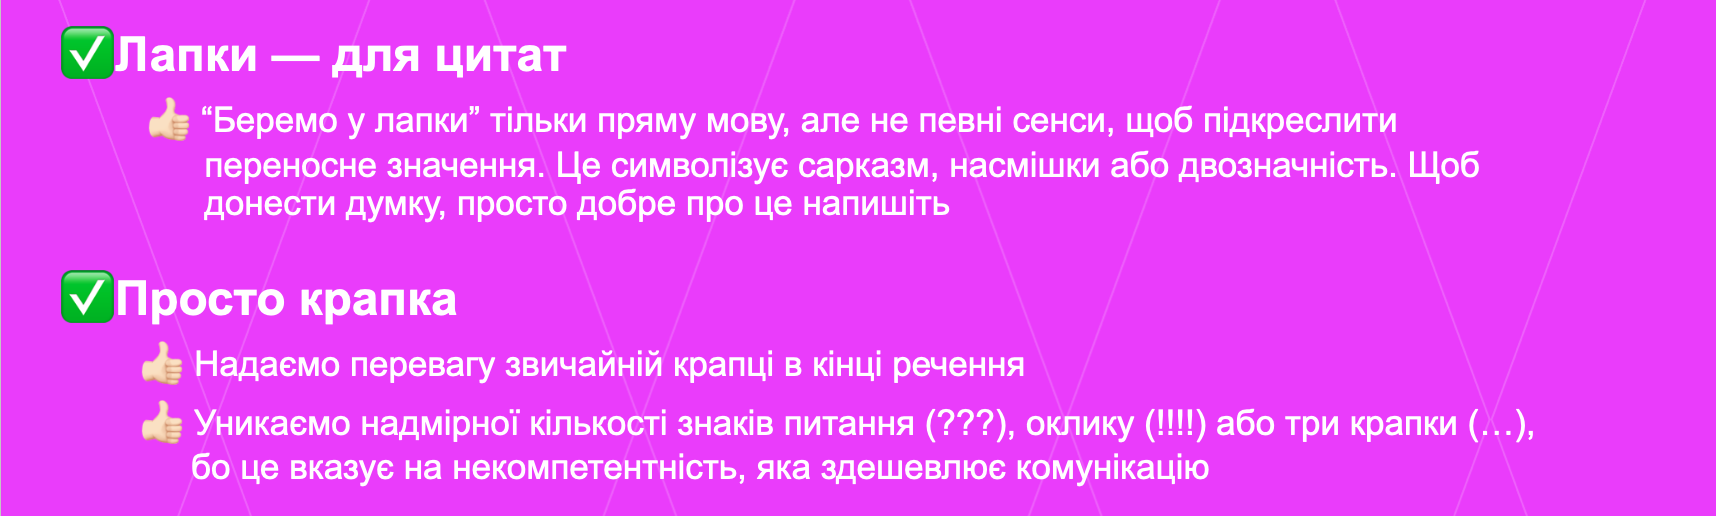 ✅Лапки — для цитат
👍🏻 “Беремо у лапки” тільки пряму мову, але не певні сенси, щоб підкреслити
переносне значення. Це символізує сарказм, насмішки або двозначність. Щоб
донести думку, просто добре про це напишіть
✅Просто крапка
👍🏻 Надаємо перевагу звичайній крапці в кінці речення
👍🏻 Уникаємо надмірної кількості знаків питання (???), оклику (!!!!) або три крапки (…),
бо це вказує на некомпетентність, яка здешевлює комунікацію